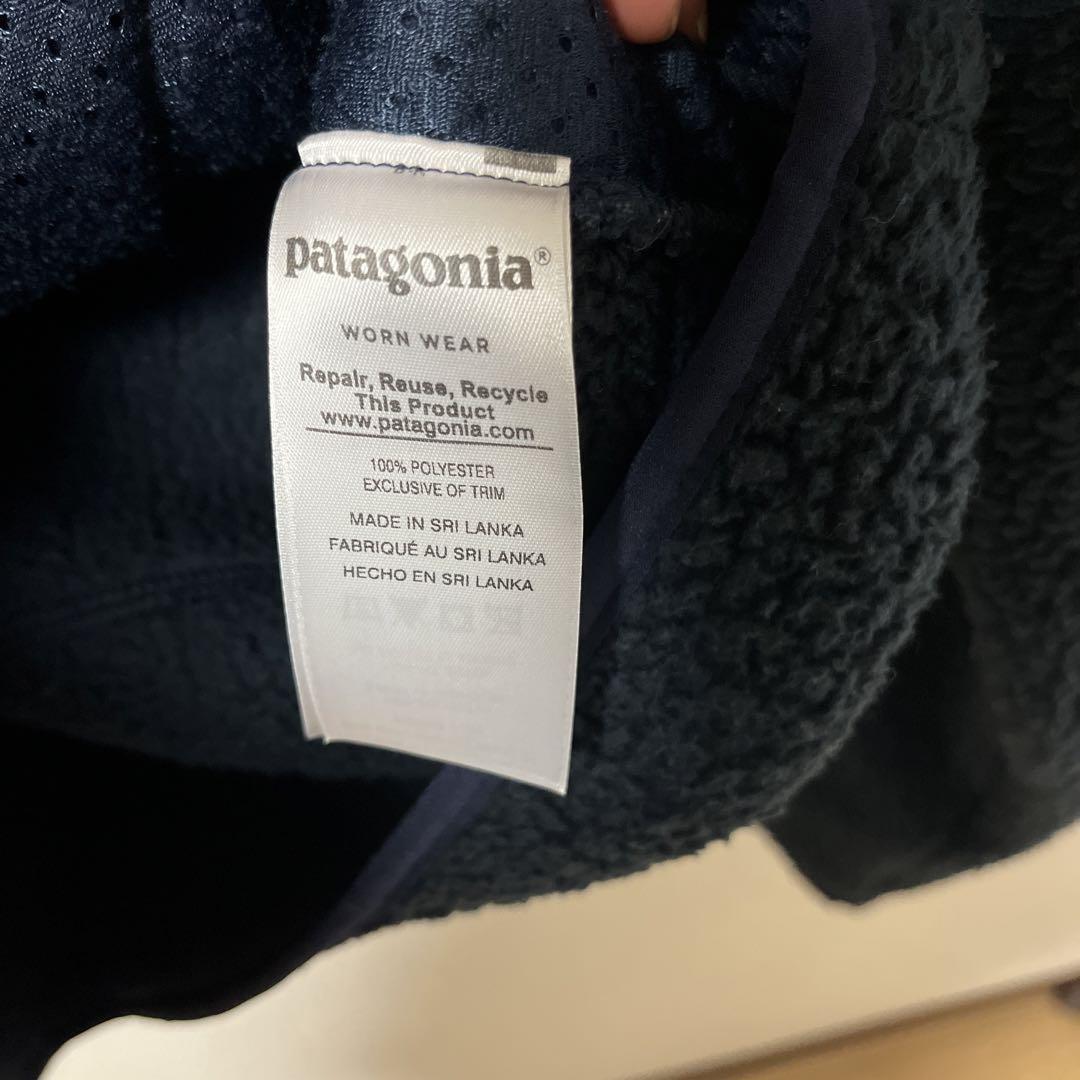 patagonia®
WORN WEAR
Repair, Reuse, Recycle
This Product
www.patagonia.com
100% POLYESTER
EXCLUSIVE OF TRIM
MADE IN SRI LANKA
FABRIQUÉ AU SRI LANKA
HECHO EN SRI LANKA